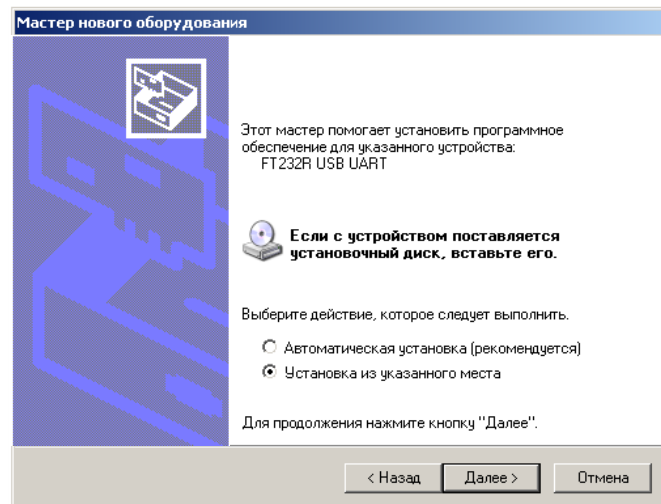 Мастер нового оборудования
Этот мастер помогает установить программное
обеспечение для указанного устройства:
FT232R USB UART
Если с устройством поставляется
установочный диск, вставьте его.
Выберите действие, которое следует выполнить.
Автоматическая установка (рекомендуется)
Установка из указанного места
Для продолжения нажмите кнопку "Далее".
< Назад
Далее >
Отмена